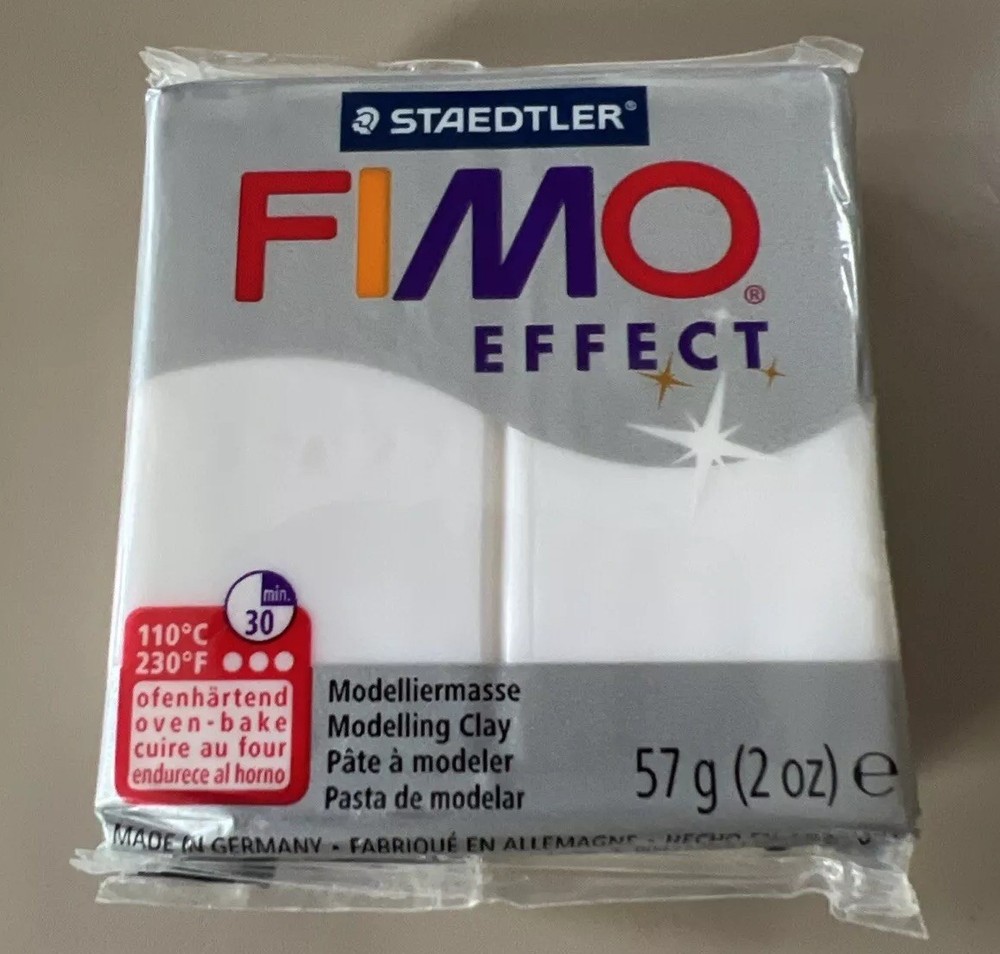 STAEDTLER®
FIMO®
EFFECT
min.
30
110°C
230°F
ofenhärtend
oven-bake
cuire au four
endurece al horno
Modelliermasse
Modelling Clay
Pâte à modeler
Pasta de modelar
57 g (2 oz) ℮
MADE IN GERMANY • FABRIQUÉ EN ALLEMAGNE • HECHO